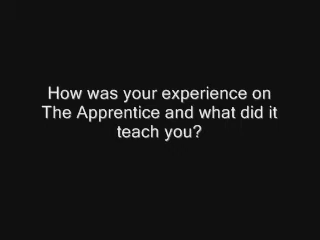 How was your experience on
The Apprentice and what did it
teach you?